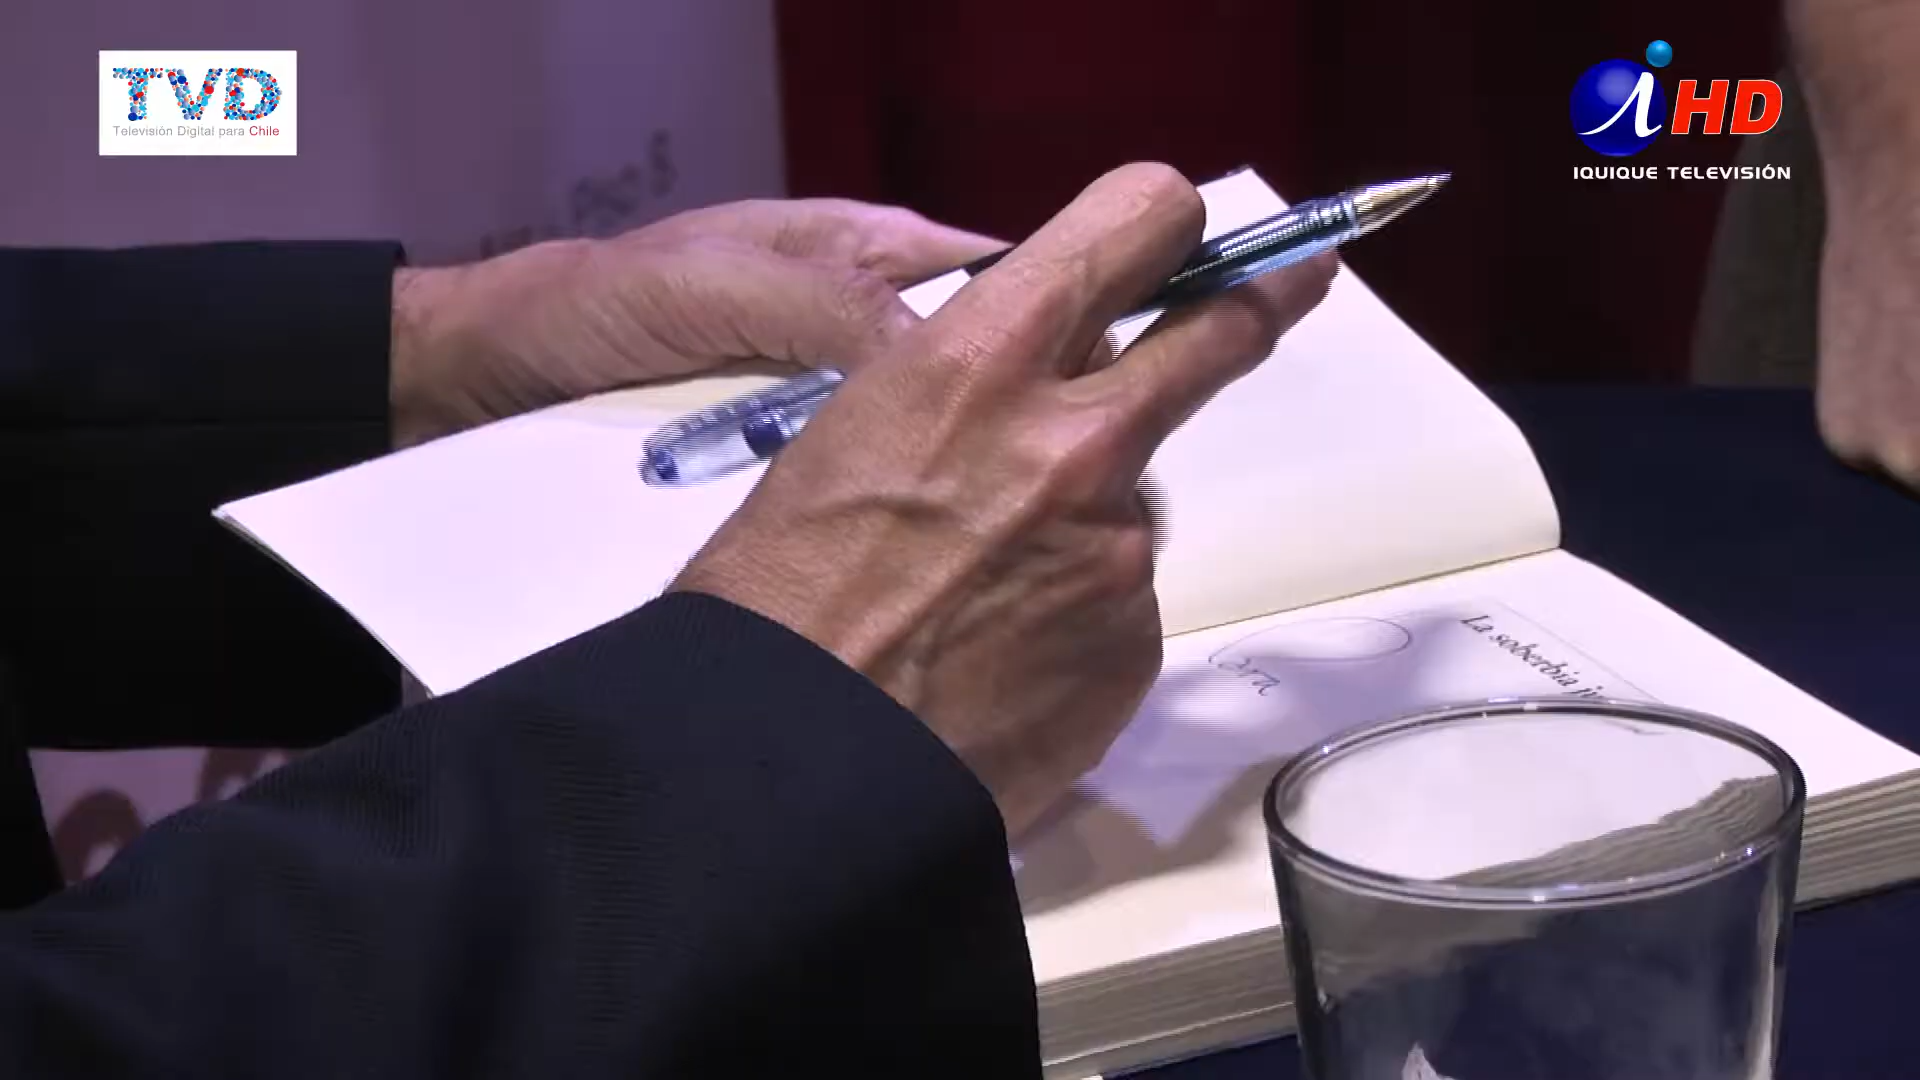 TVD
Televisión Digital para Chile
HD
IQUIQUE TELEVISIÓN
La soberbia